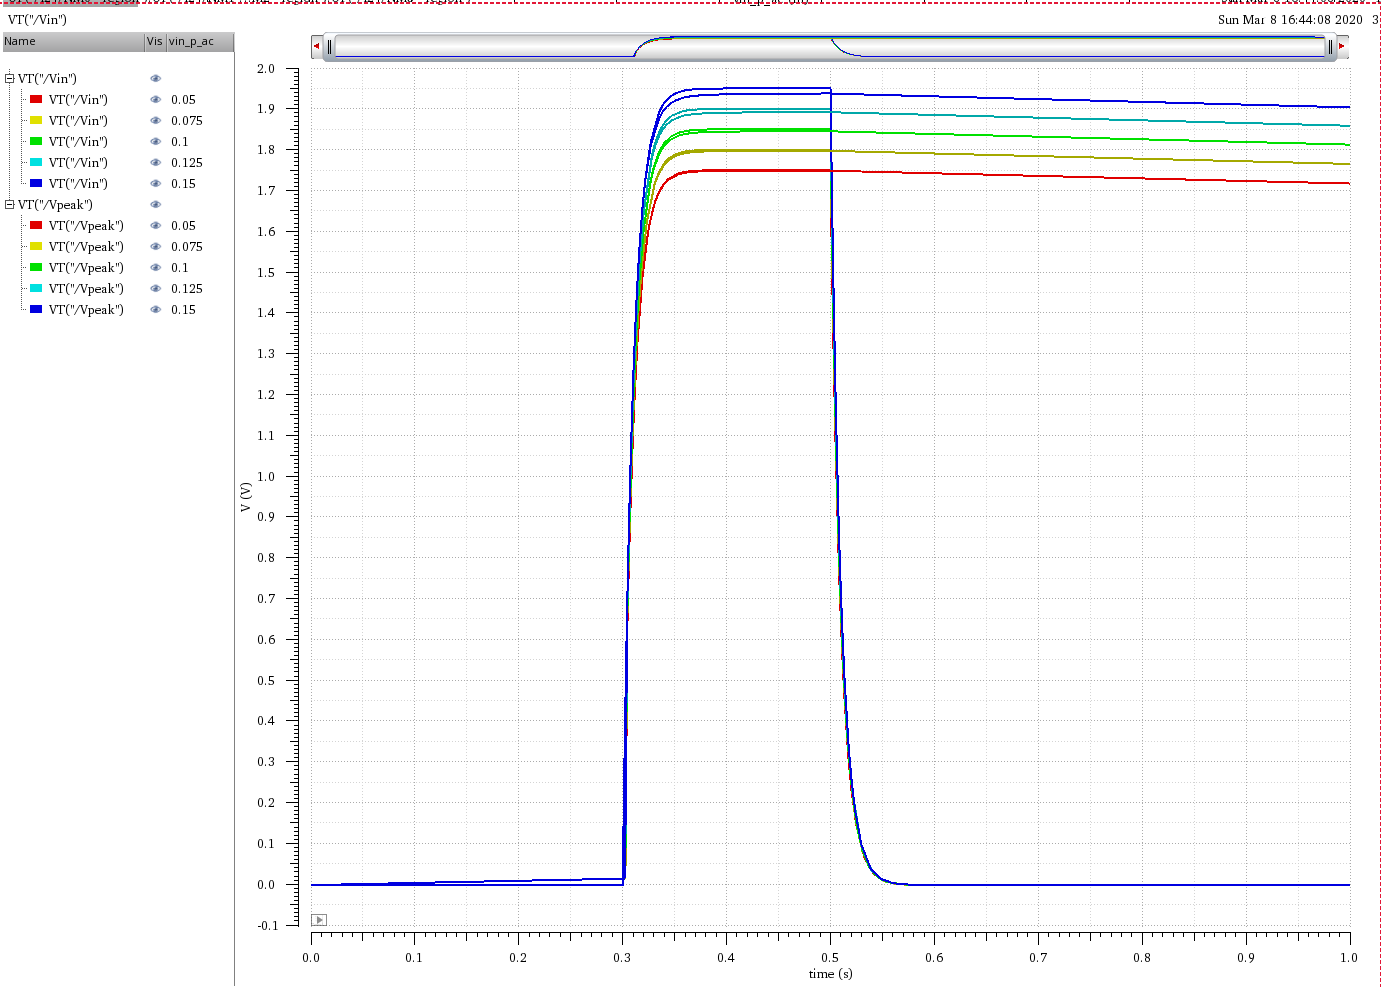 VT("/Vin")
Sun Mar 8 16:44:08 2020 3
Name Vis vin_p_ac
VT("/Vin")
VT("/Vin") 0.05
VT("/Vin") 0.075
VT("/Vin") 0.1
VT("/Vin") 0.125
VT("/Vin") 0.15
VT("/Vpeak")
VT("/Vpeak") 0.05
VT("/Vpeak") 0.075
VT("/Vpeak") 0.1
VT("/Vpeak") 0.125
VT("/Vpeak") 0.15
2.0
1.9
1.8
1.7
1.6
1.5
1.4
1.3
1.2
1.1
1.0
0.9
0.8
0.7
0.6
0.5
0.4
0.3
0.2
0.1
0.0
-0.1
V (V)
0.0 0.1 0.2 0.3 0.4 0.5 0.6 0.7 0.8 0.9 1.0
time (s)